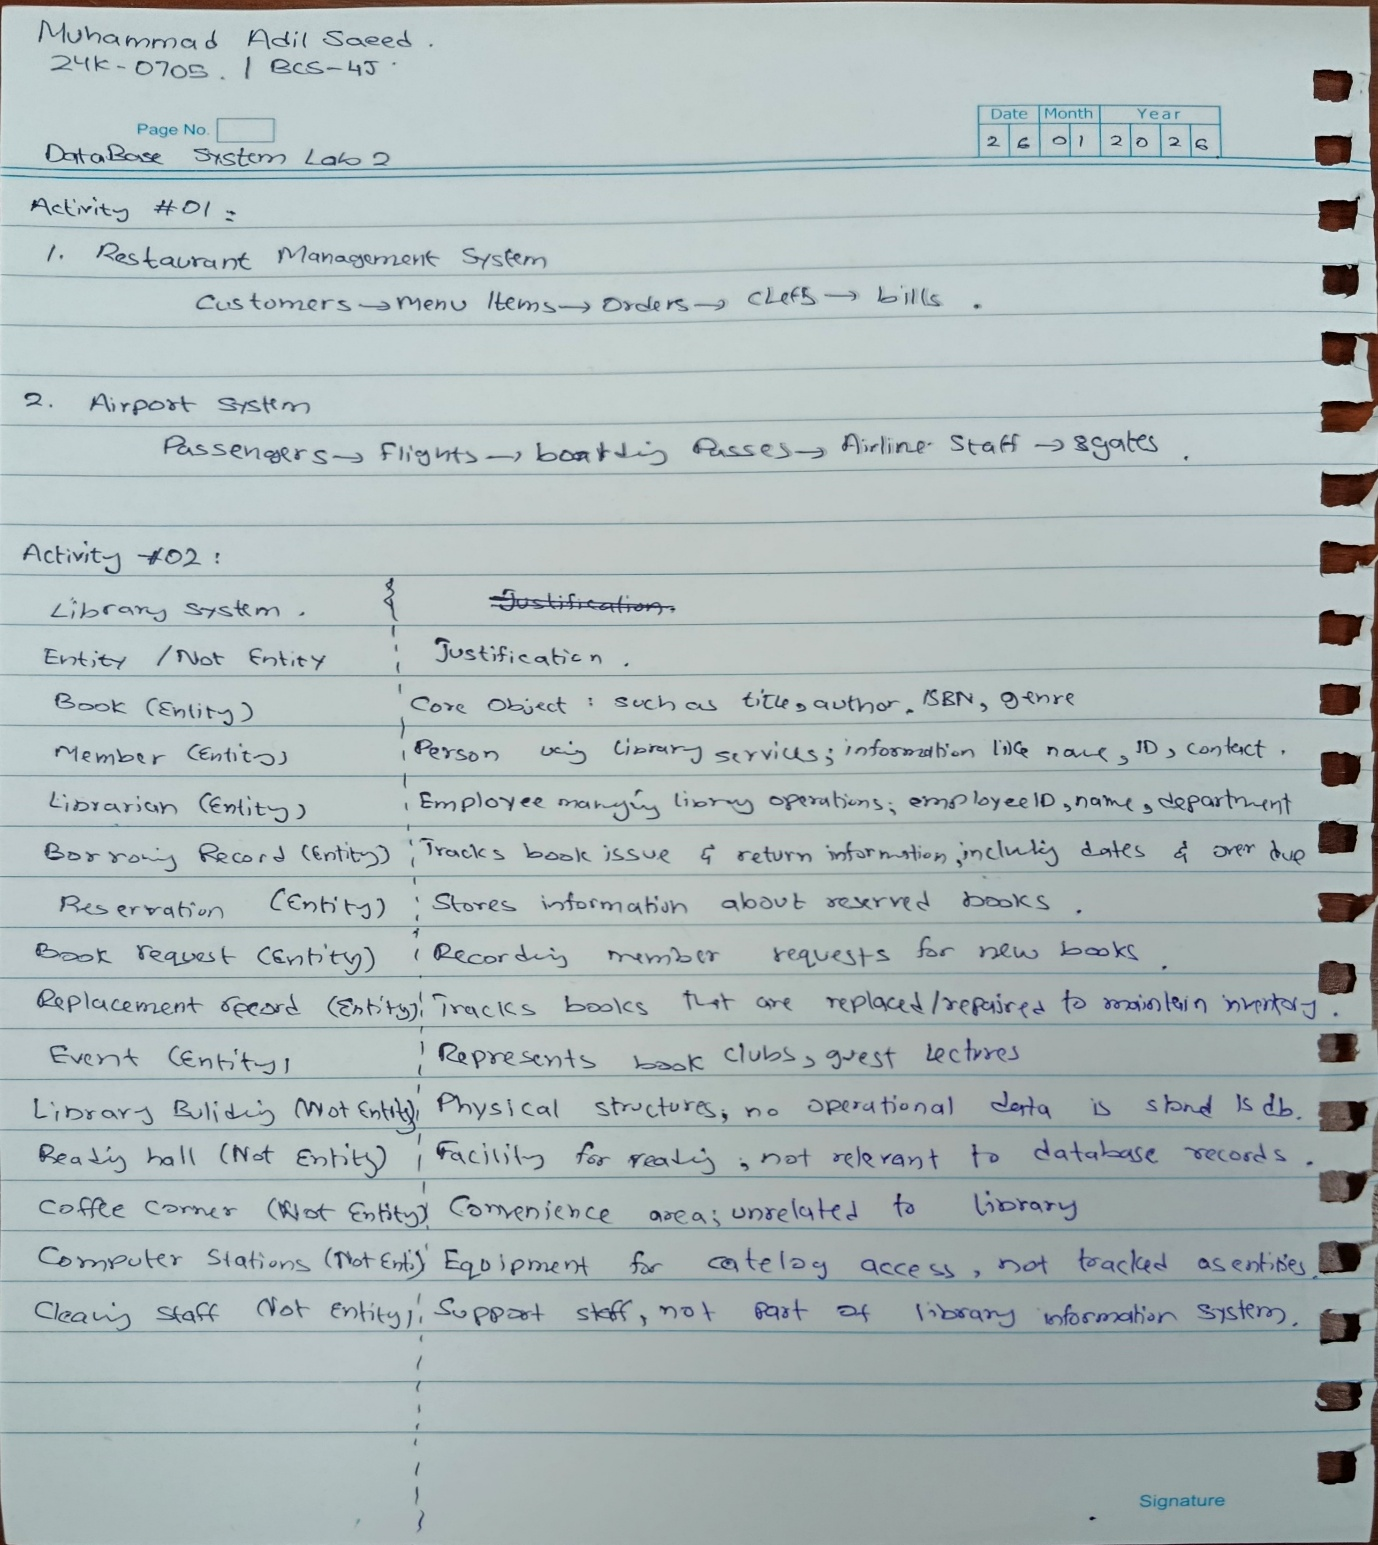 Muhammad Adil Saeed.
24K-0705. | BCS-4J
Page No.
Date Month Year
2 6 0 1 2 0 2 6
DataBase System Lab 2
Activity #01:
1. Restaurant Management System
Customers → Menu Items → Orders → chefs → bills.
2. Airport System
Passengers → Flights → boarding Passes → Airline Staff → gates.
Activity #02:
Library System. Justification.
Entity / Not Entity Justification.
Book (Entity) Core Object : such as title, author, ISBN, genre
Member (Entity) Person using library services; information like name, ID, contact.
Librarian (Entity) Employee managing library operations; employeeID, name, department
Borrowing Record (Entity) Tracks book issue & return information, including dates & over due
Reservation (Entity) Stores information about reserved books.
Book request (Entity) Recording member requests for new books.
Replacement record (Entity) Tracks books that are replaced/repaired to maintain inventory.
Event (Entity) Represents book clubs, guest lectures
Library Buliding (Not Entity) Physical structures; no operational data is stored db.
Reading hall (Not Entity) Facility for reading; not relevant to database records.
Coffee Corner (Not Entity) Convenience area; unrelated to library
Computer Stations (Not Enti) Equipment for catelog access, not tracked as entities.
Cleaning staff (Not Entity) Support staff, not part of library information system.
Signature